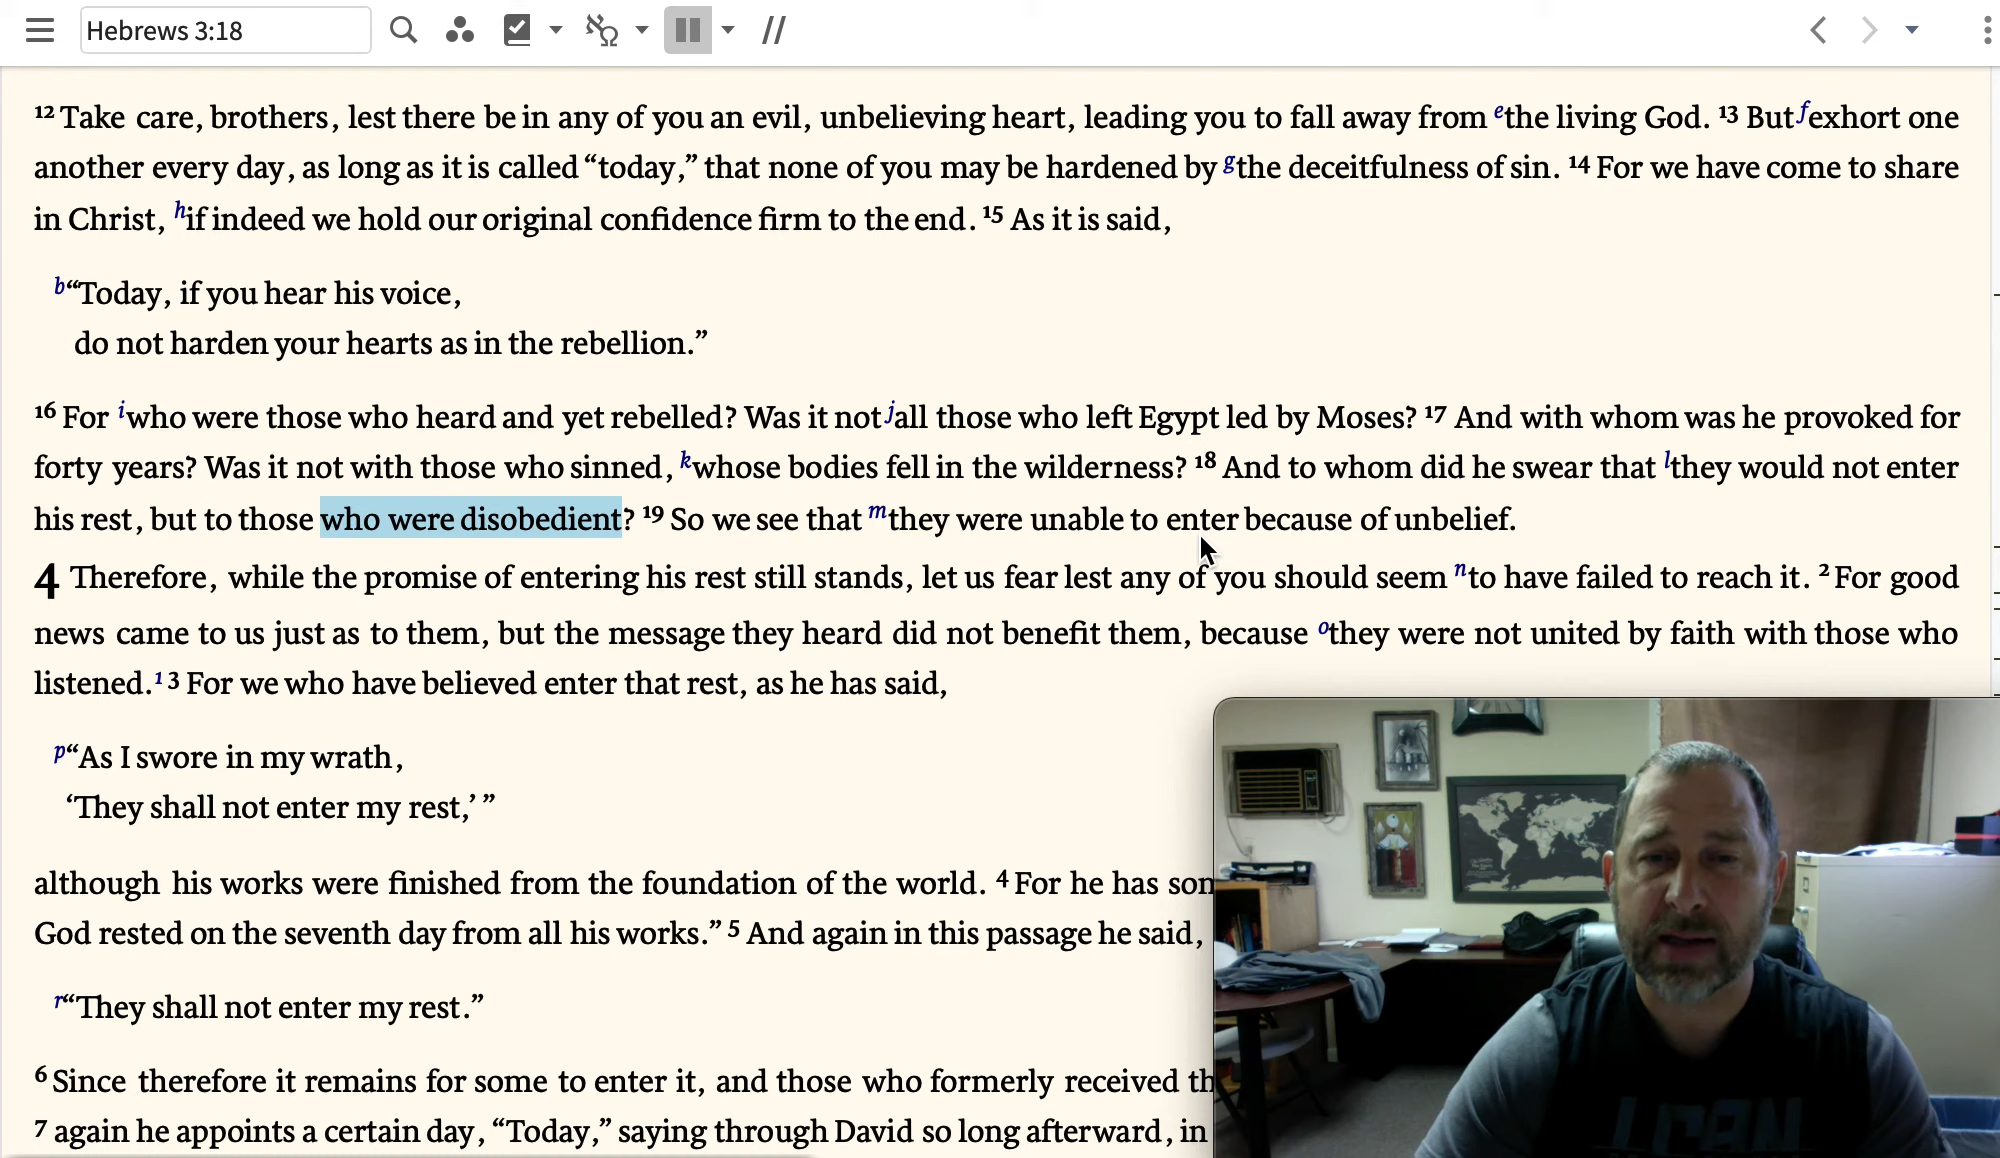 Hebrews 3:18
12 Take care, brothers, lest there be in any of you an evil, unbelieving heart, leading you to fall away from e the living God. 13 But f exhort one
another every day, as long as it is called “today,” that none of you may be hardened by g the deceitfulness of sin. 14 For we have come to share
in Christ, h if indeed we hold our original confidence firm to the end. 15 As it is said,
b “Today, if you hear his voice,
do not harden your hearts as in the rebellion.”
16 For i who were those who heard and yet rebelled? Was it not j all those who left Egypt led by Moses? 17 And with whom was he provoked for
forty years? Was it not with those who sinned, k whose bodies fell in the wilderness? 18 And to whom did he swear that l they would not enter
his rest, but to those who were disobedient? 19 So we see that m they were unable to enter because of unbelief.
4 Therefore, while the promise of entering his rest still stands, let us fear lest any of you should seem n to have failed to reach it. 2 For good
news came to us just as to them, but the message they heard did not benefit them, because o they were not united by faith with those who
listened.1 3 For we who have believed enter that rest, as he has said,
p “As I swore in my wrath,
‘They shall not enter my rest,’ ”
although his works were finished from the foundation of the world. 4 For he has
God rested on the seventh day from all his works.” 5 And again in this passage he said,
r “They shall not enter my rest.”
6 Since therefore it remains for some to enter it, and those who formerly received
7 again he appoints a certain day, “Today,” saying through David so long afterward, in